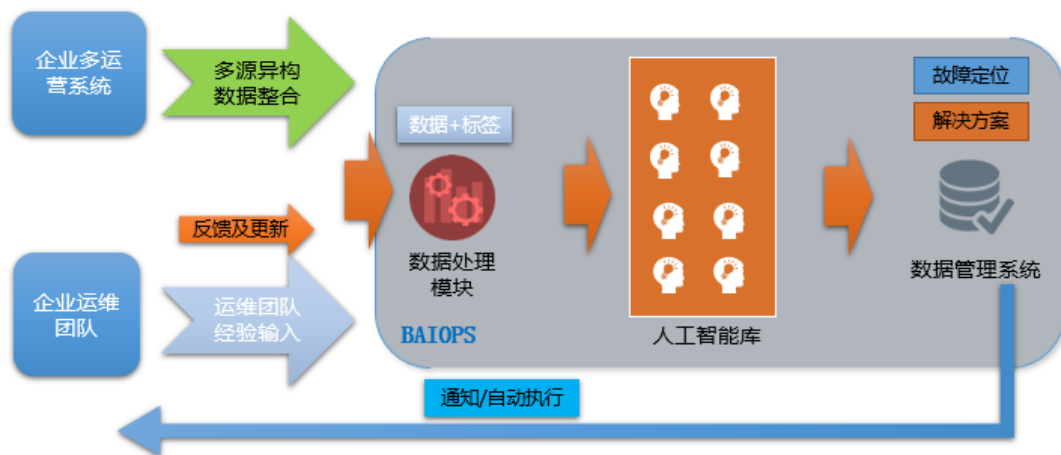 企业多运
营系统
多源异构
数据整合
反馈及更新
企业运维
团队
运维团队
经验输入
数据+标签
数据处理
模块
BAIOPS
人工智能库
故障定位
解决方案
数据管理系统
通知/自动执行